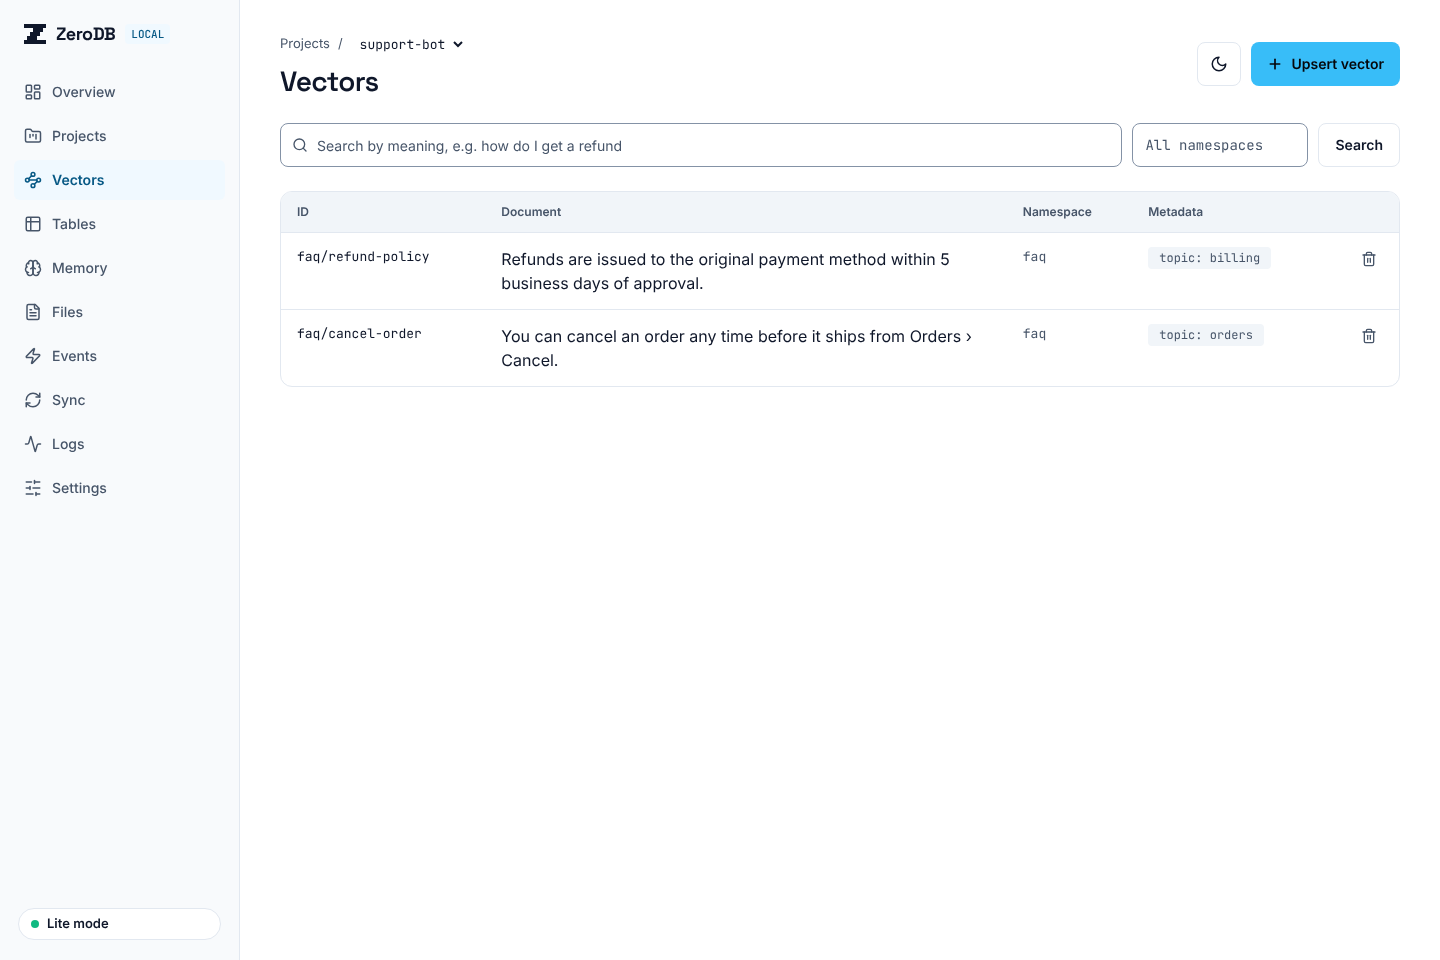 ZeroDB LOCAL
Overview
Projects
Vectors
Tables
Memory
Files
Events
Sync
Logs
Settings
Lite mode
Projects / support-bot
Vectors
Upsert vector
Search by meaning, e.g. how do I get a refund
All namespaces
Search
ID Document Namespace Metadata
faq/refund-policy Refunds are issued to the original payment method within 5 faq topic: billing
business days of approval.
faq/cancel-order You can cancel an order any time before it ships from Orders › faq topic: orders
Cancel.